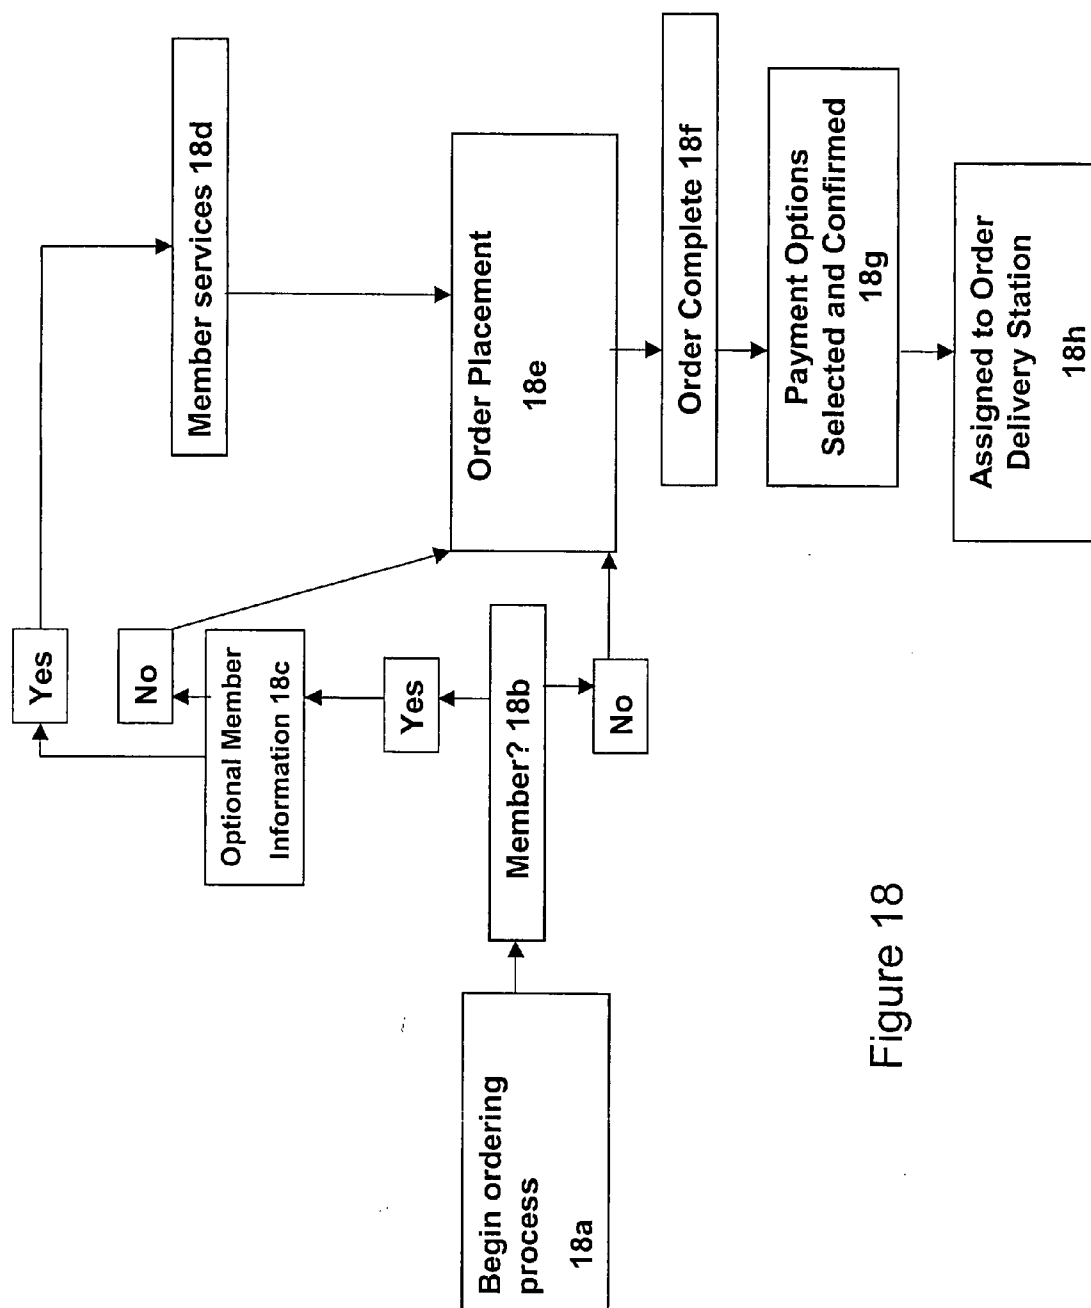 Begin ordering
process
18a
Member? 18b
Yes
No
Optional Member
Information 18c
No
Yes
Member services 18d
Order Placement
18e
Order Complete 18f
Payment Options
Selected and Confirmed
18g
Assigned to Order
Delivery Station
18h
Figure 18